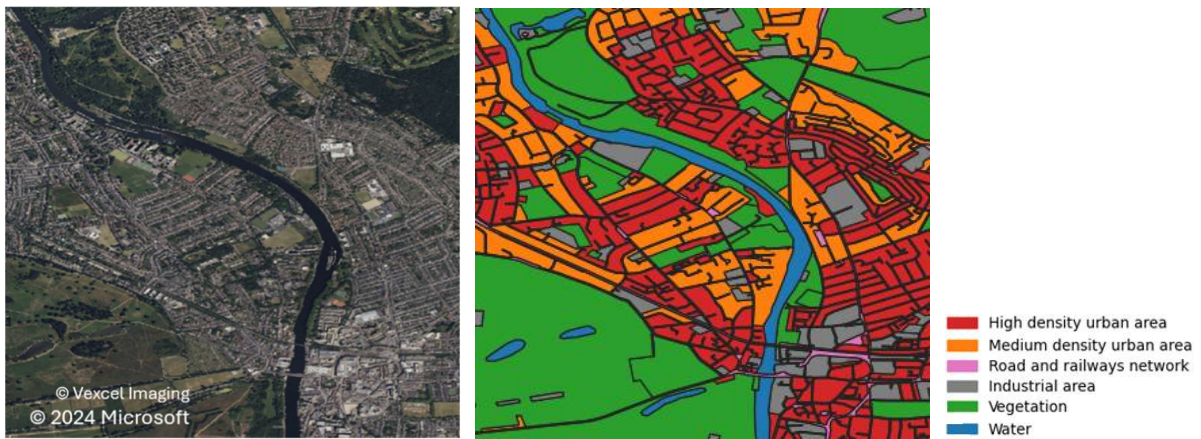 © Vexcel Imaging
© 2024 Microsoft
High density urban area
Medium density urban area
Road and railways network
Industrial area
Vegetation
Water